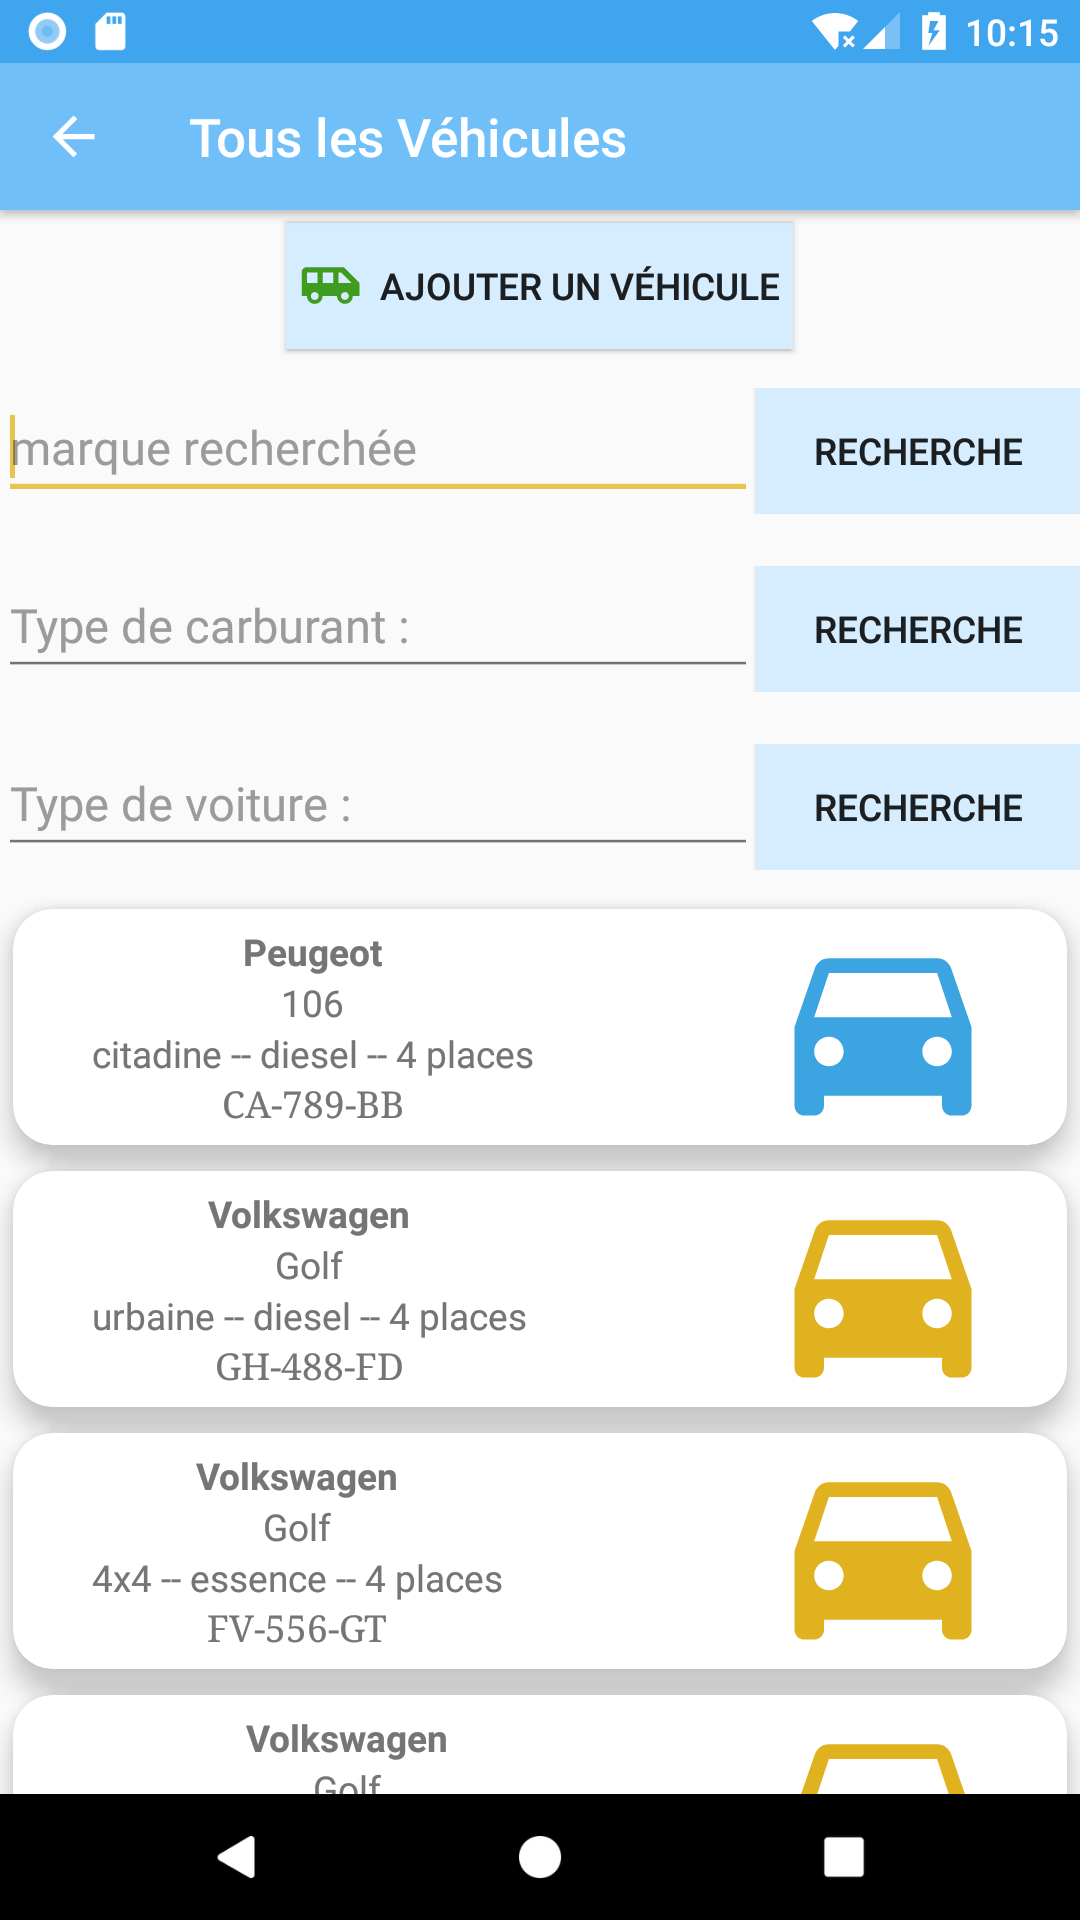 10:15
Tous les Véhicules
AJOUTER UN VÉHICULE
marque recherchée
RECHERCHE
Type de carburant :
RECHERCHE
Type de voiture :
RECHERCHE
Peugeot
106
citadine -- diesel -- 4 places
CA-789-BB
Volkswagen
Golf
urbaine -- diesel -- 4 places
GH-488-FD
Volkswagen
Golf
4x4 -- essence -- 4 places
FV-556-GT
Volkswagen
Golf